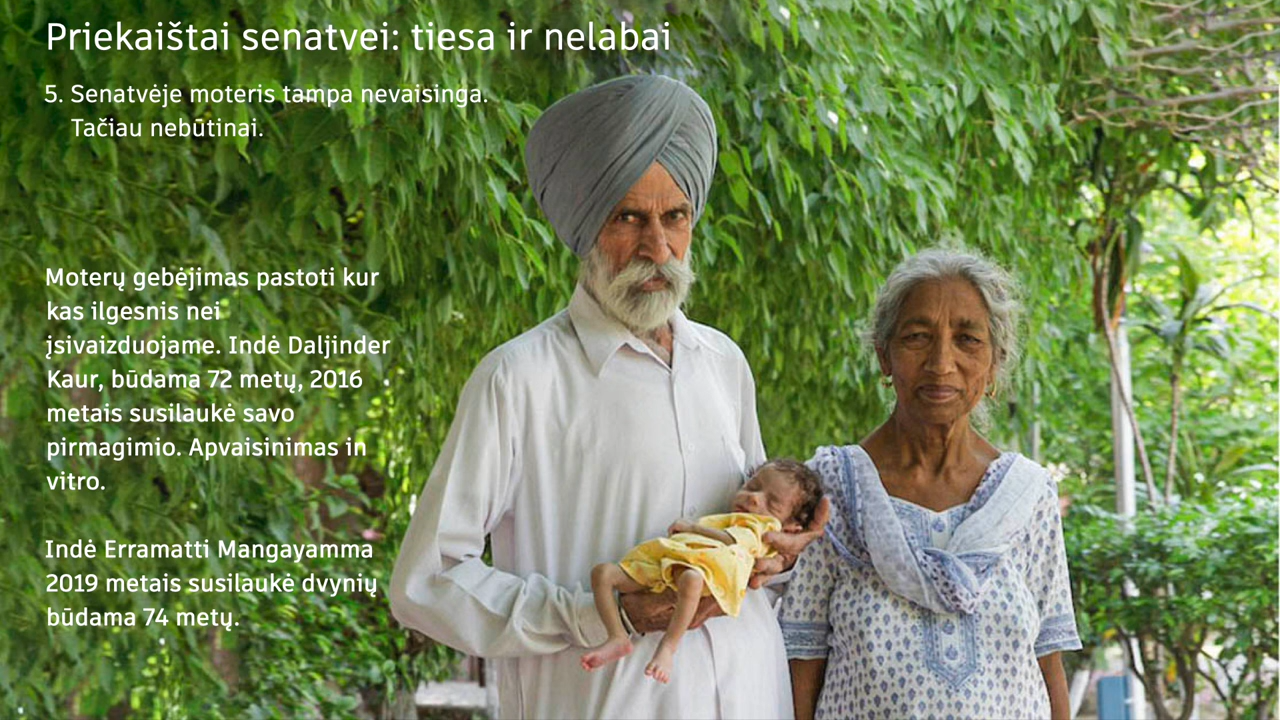 Priekaištai senatvei: tiesa ir nelabai
5. Senatvėje moteris tampa nevaisinga.
Tačiau nebūtinai.
Moterų gebėjimas pastoti kur
kas ilgesnis nei
įsivaizduojame. Indė Daljinder
Kaur, būdama 72 metų, 2016
metais susilaukė savo
pirmagimio. Apvaisinimas in
vitro.
Indė Erramatti Mangayamma
2019 metais susilaukė dvynių
būdama 74 metų.